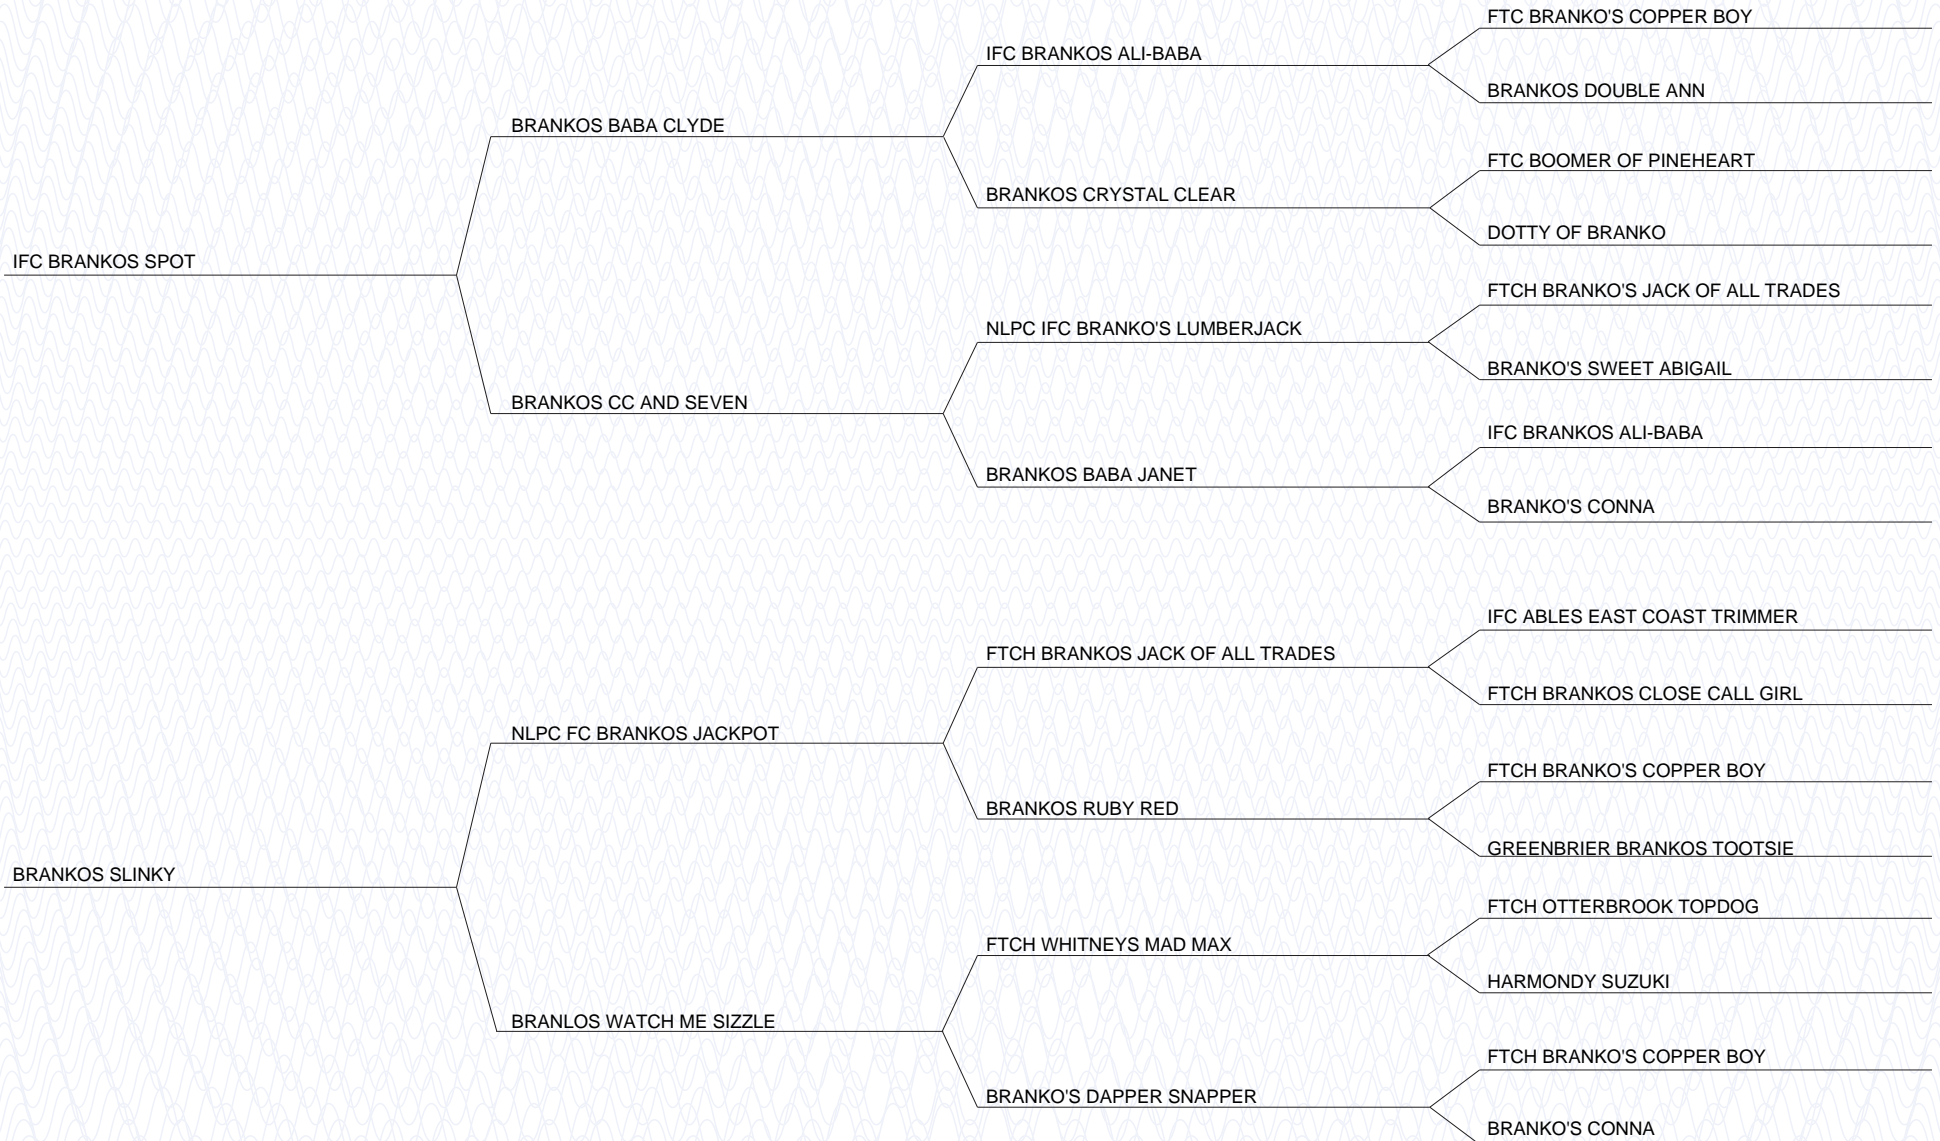 FTC BRANKO'S COPPER BOY
IFC BRANKOS ALI-BABA
BRANKOS DOUBLE ANN
BRANKOS BABA CLYDE
FTC BOOMER OF PINEHEART
BRANKOS CRYSTAL CLEAR
DOTTY OF BRANKO
IFC BRANKOS SPOT
FTCH BRANKO'S JACK OF ALL TRADES
NLPC IFC BRANKO'S LUMBERJACK
BRANKO'S SWEET ABIGAIL
BRANKOS CC AND SEVEN
IFC BRANKOS ALI-BABA
BRANKOS BABA JANET
BRANKO'S CONNA
IFC ABLES EAST COAST TRIMMER
FTCH BRANKOS JACK OF ALL TRADES
FTCH BRANKOS CLOSE CALL GIRL
NLPC FC BRANKOS JACKPOT
FTCH BRANKO'S COPPER BOY
BRANKOS RUBY RED
GREENBRIER BRANKOS TOOTSIE
BRANKOS SLINKY
FTCH OTTERBROOK TOPDOG
FTCH WHITNEYS MAD MAX
HARMONDY SUZUKI
BRANLOS WATCH ME SIZZLE
FTCH BRANKO'S COPPER BOY
BRANKO'S DAPPER SNAPPER
BRANKO'S CONNA